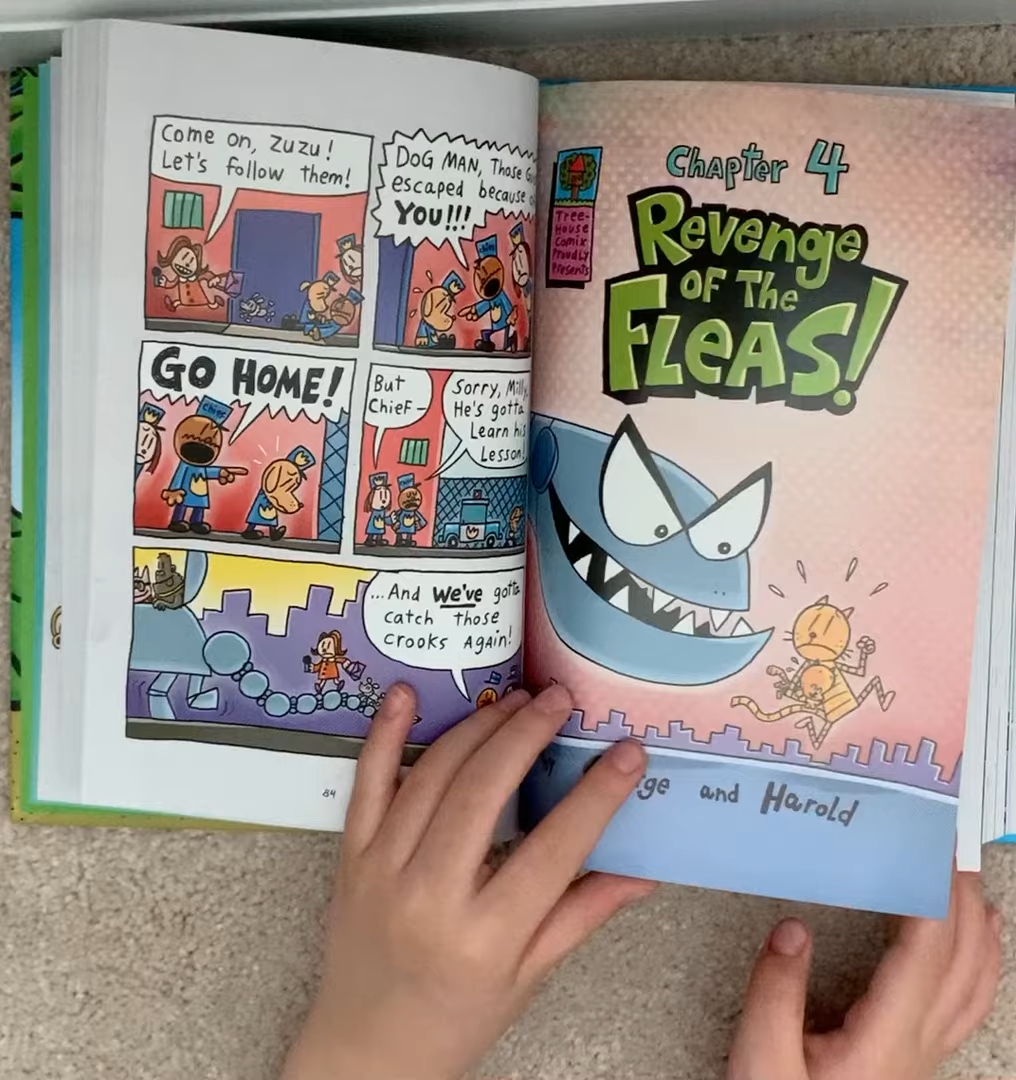 Come on, Zuzu!
Let's follow them!
DOG MAN, Those
escaped because
YOU!!!
chief
GO HOME!
chief
But
Chief-
Sorry, Milly.
He's gotta
Learn his
Lesson!
...And We've gotta
catch those
crooks Again!
84
Chapter 4
Tree-
House
Comix
Proudly
Presents
Revenge
OF The
FLeAS!
and Harold